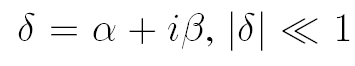 δ = α + iβ, |δ| ≪ 1